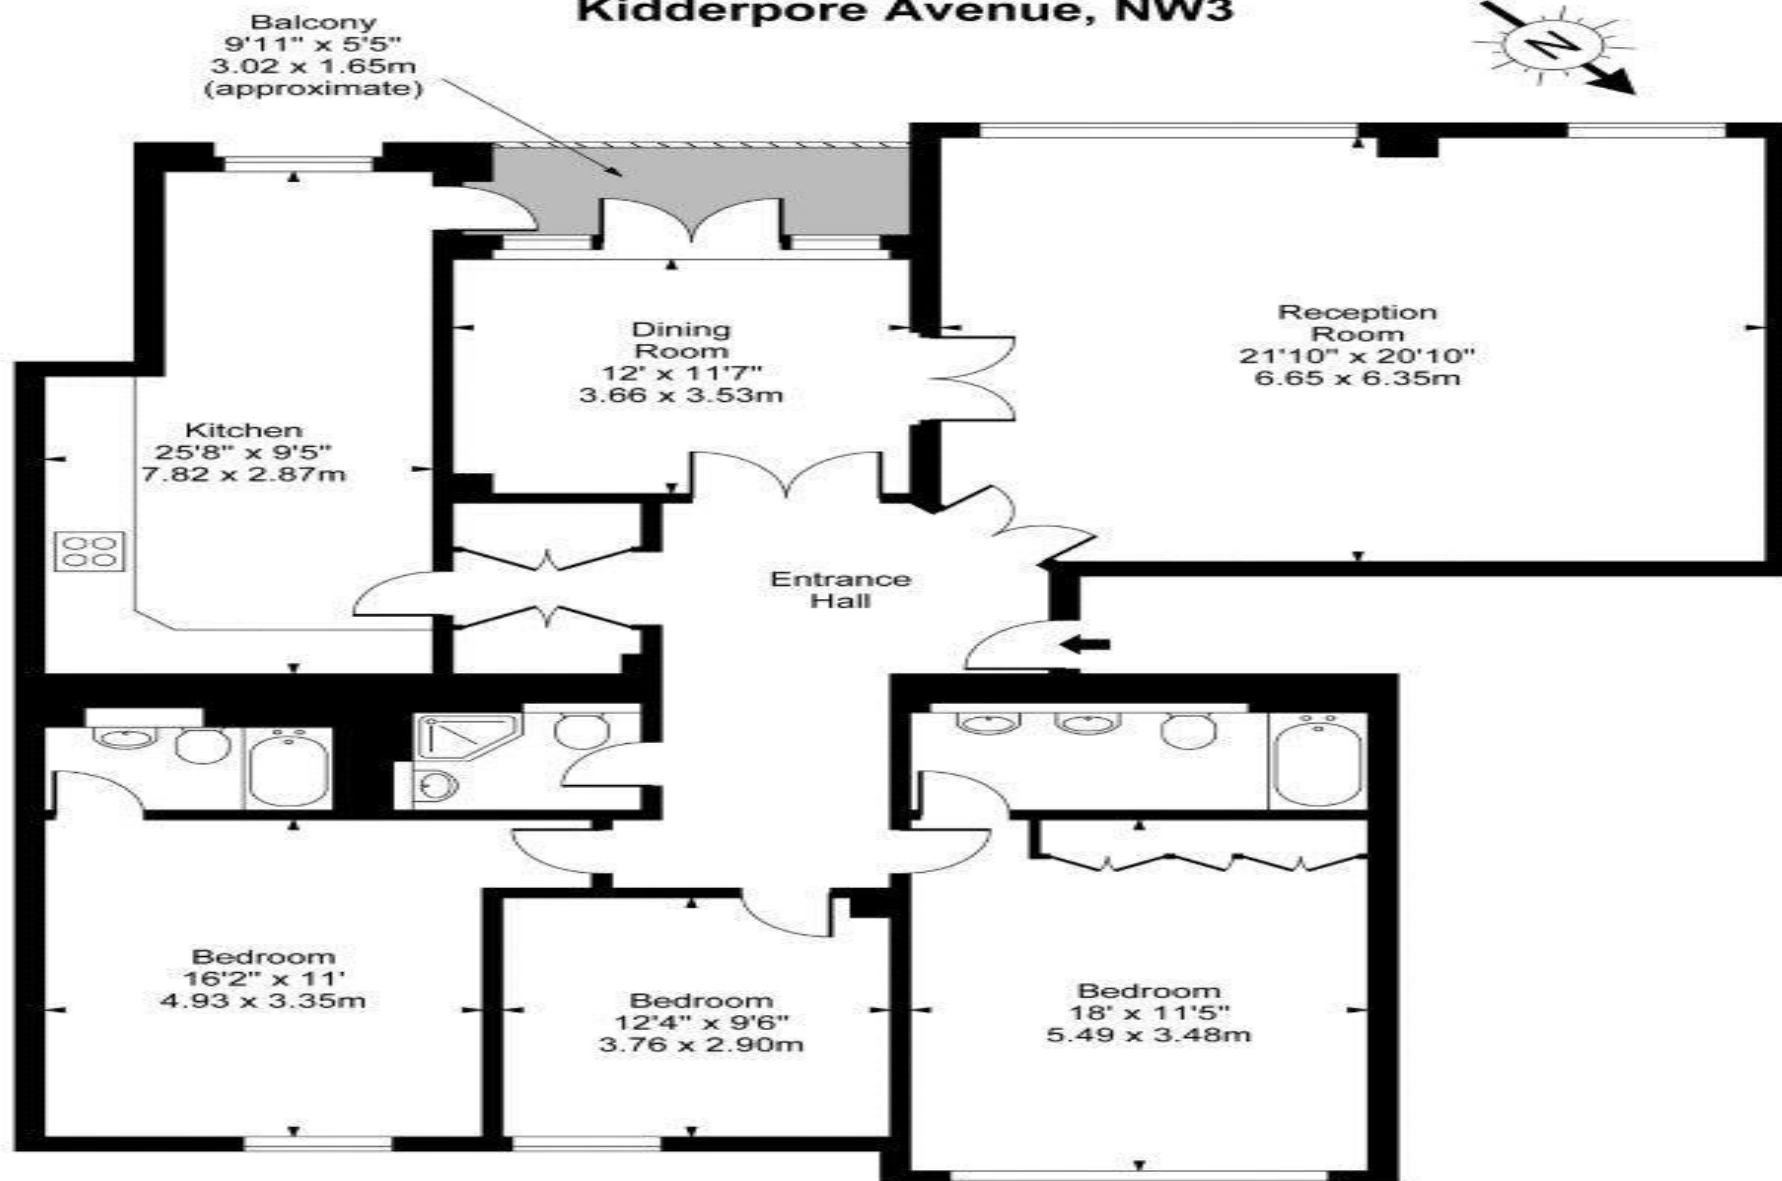 Kidderpore Avenue, NW3
Balcony
9'11" x 5'5"
3.02 x 1.65m
(approximate)
N
Reception
Room
21'10" x 20'10"
6.65 x 6.35m
Dining
Room
12' x 11'7"
3.66 x 3.53m
Kitchen
25'8" x 9'5"
7.82 x 2.87m
Entrance
Hall
Bedroom
16'2" x 11'
4.93 x 3.35m
Bedroom
12'4" x 9'6"
3.76 x 2.90m
Bedroom
18' x 11'5"
5.49 x 3.48m